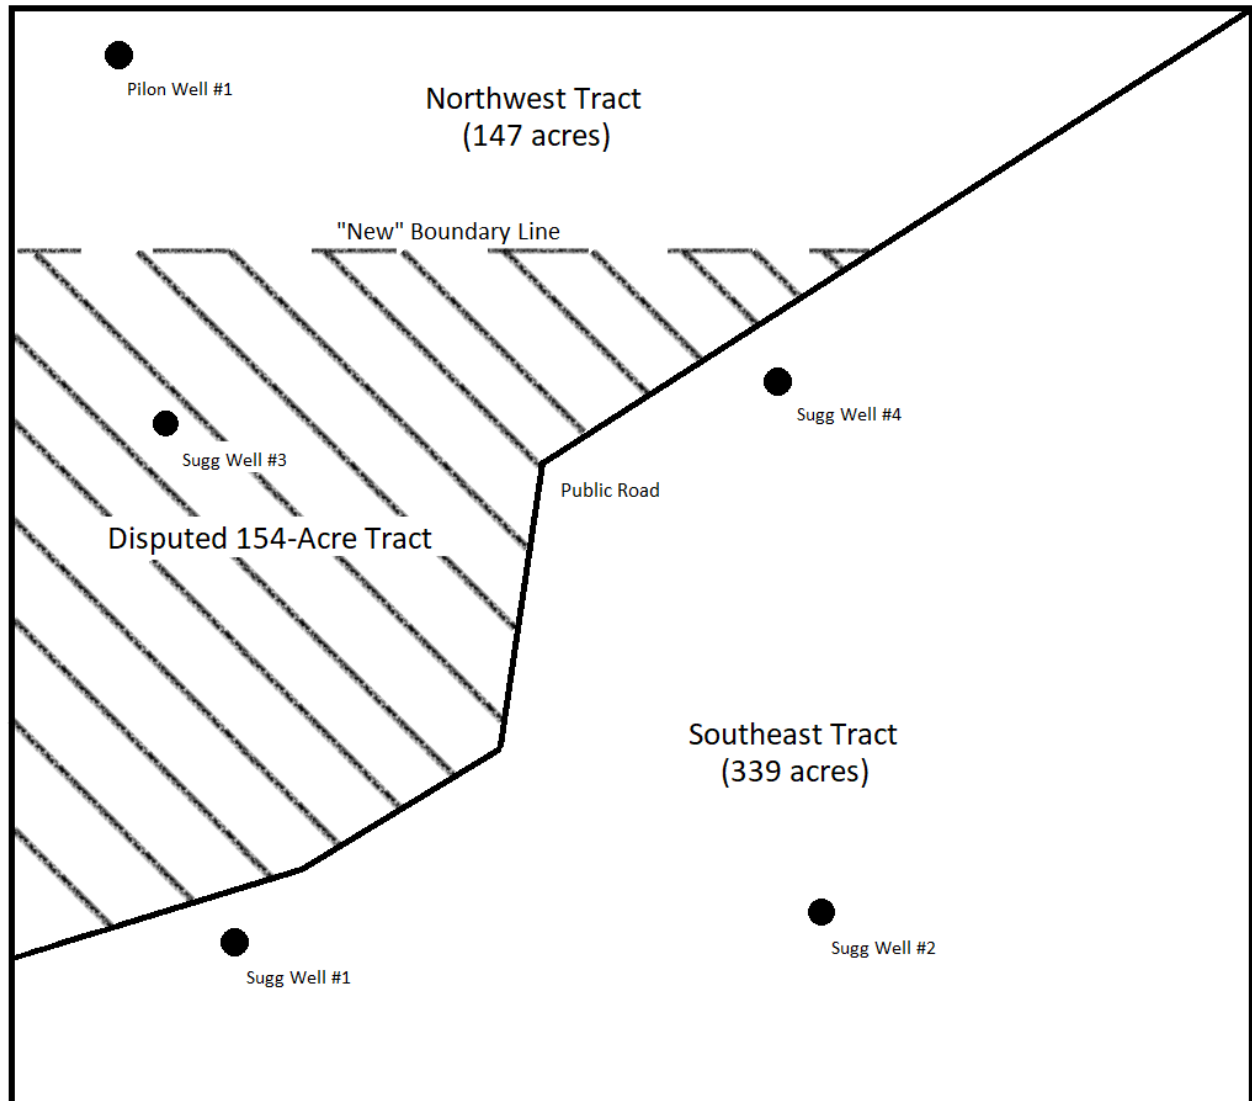 Pilon Well #1
Northwest Tract
(147 acres)
"New" Boundary Line
Sugg Well #4
Sugg Well #3
Public Road
Disputed 154-Acre Tract
Southeast Tract
(339 acres)
Sugg Well #2
Sugg Well #1